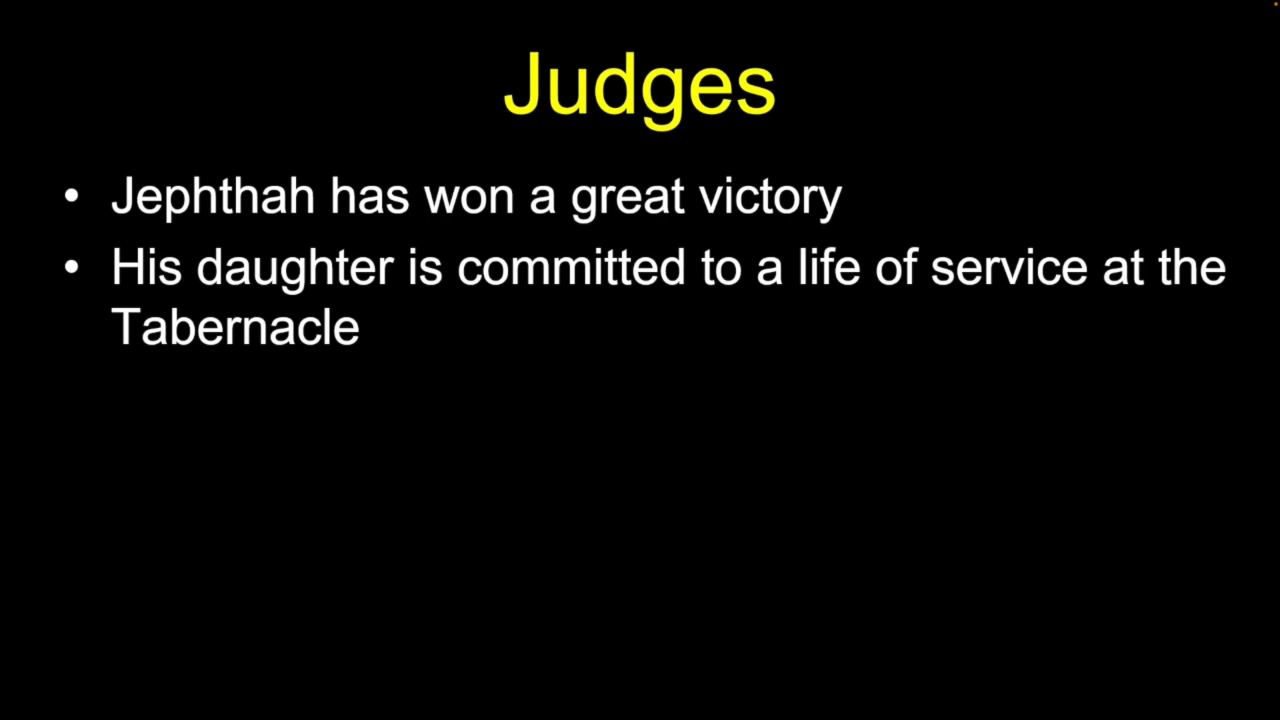 Judges
• Jephthah has won a great victory
• His daughter is committed to a life of service at the
Tabernacle